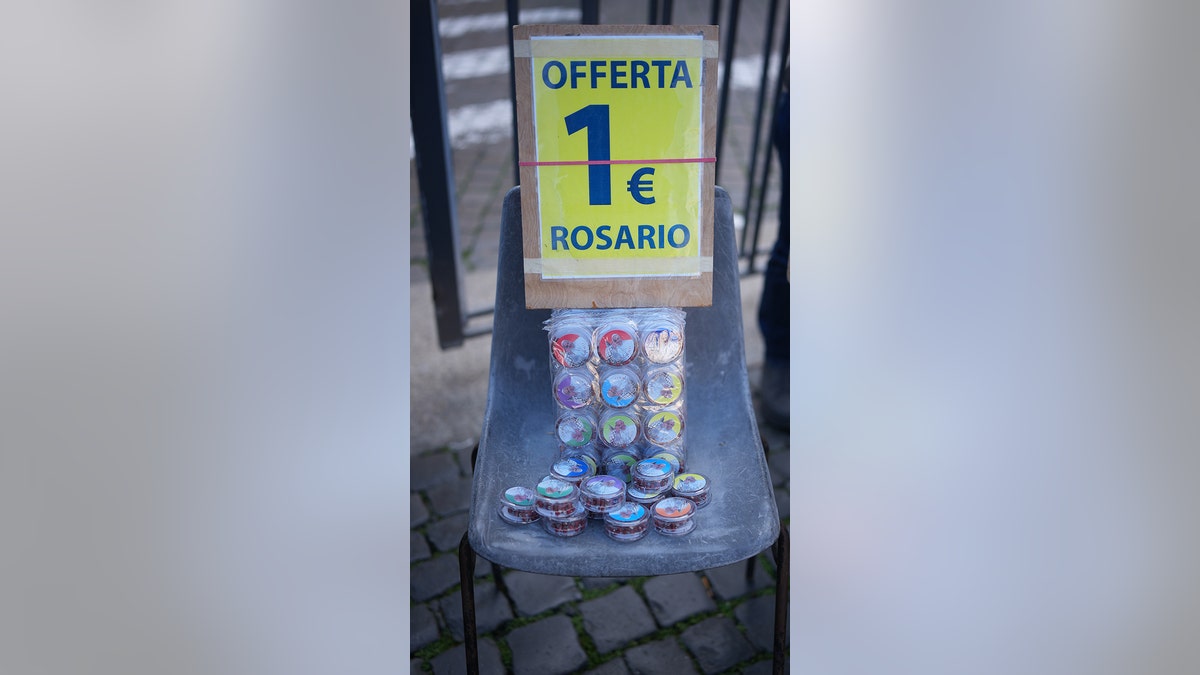 OFFERTA
1 €
ROSARIO